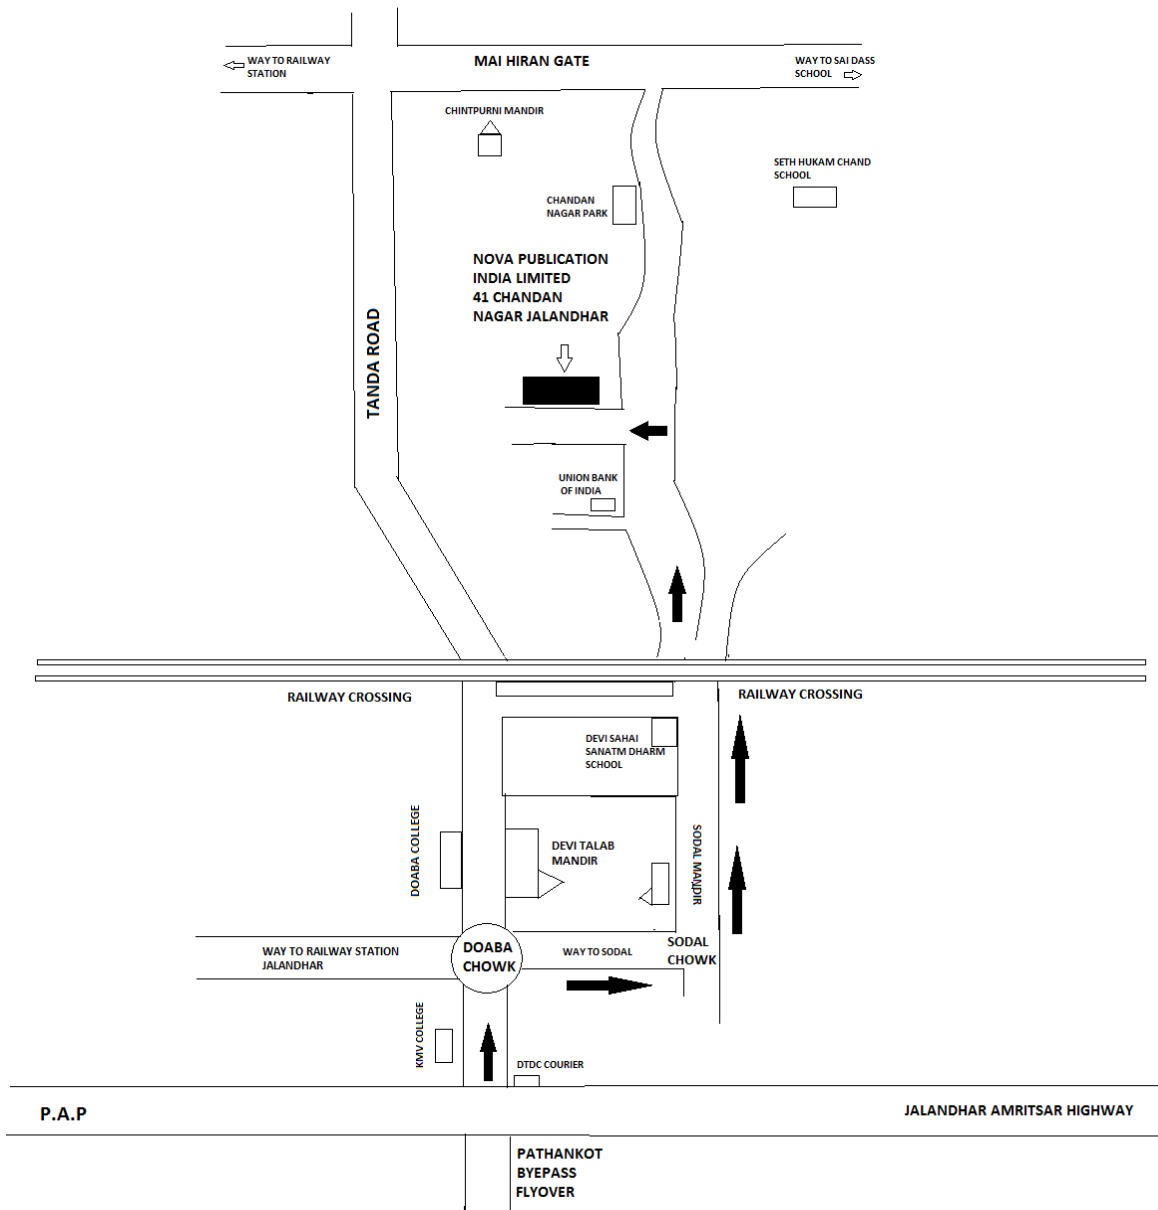 WAY TO RAILWAY
STATION
MAI HIRAN GATE
WAY TO SAI DASS
SCHOOL
CHINTPURNI MANDIR
SETH HUKAM CHAND
SCHOOL
CHANDAN
NAGAR PARK
NOVA PUBLICATION
INDIA LIMITED
41 CHANDAN
NAGAR JALANDHAR
TANDA ROAD
UNION BANK
OF INDIA
RAILWAY CROSSING
RAILWAY CROSSING
DEVI SAHAI
SANATM DHARM
SCHOOL
DOABA COLLEGE
DEVI TALAB
MANDIR
SODAL MANDIR
WAY TO RAILWAY STATION
JALANDHAR
DOABA
CHOWK
WAY TO SODAL
SODAL
CHOWK
KMV COLLEGE
DTDC COURIER
P.A.P
JALANDHAR AMRITSAR HIGHWAY
PATHANKOT
BYEPASS
FLYOVER